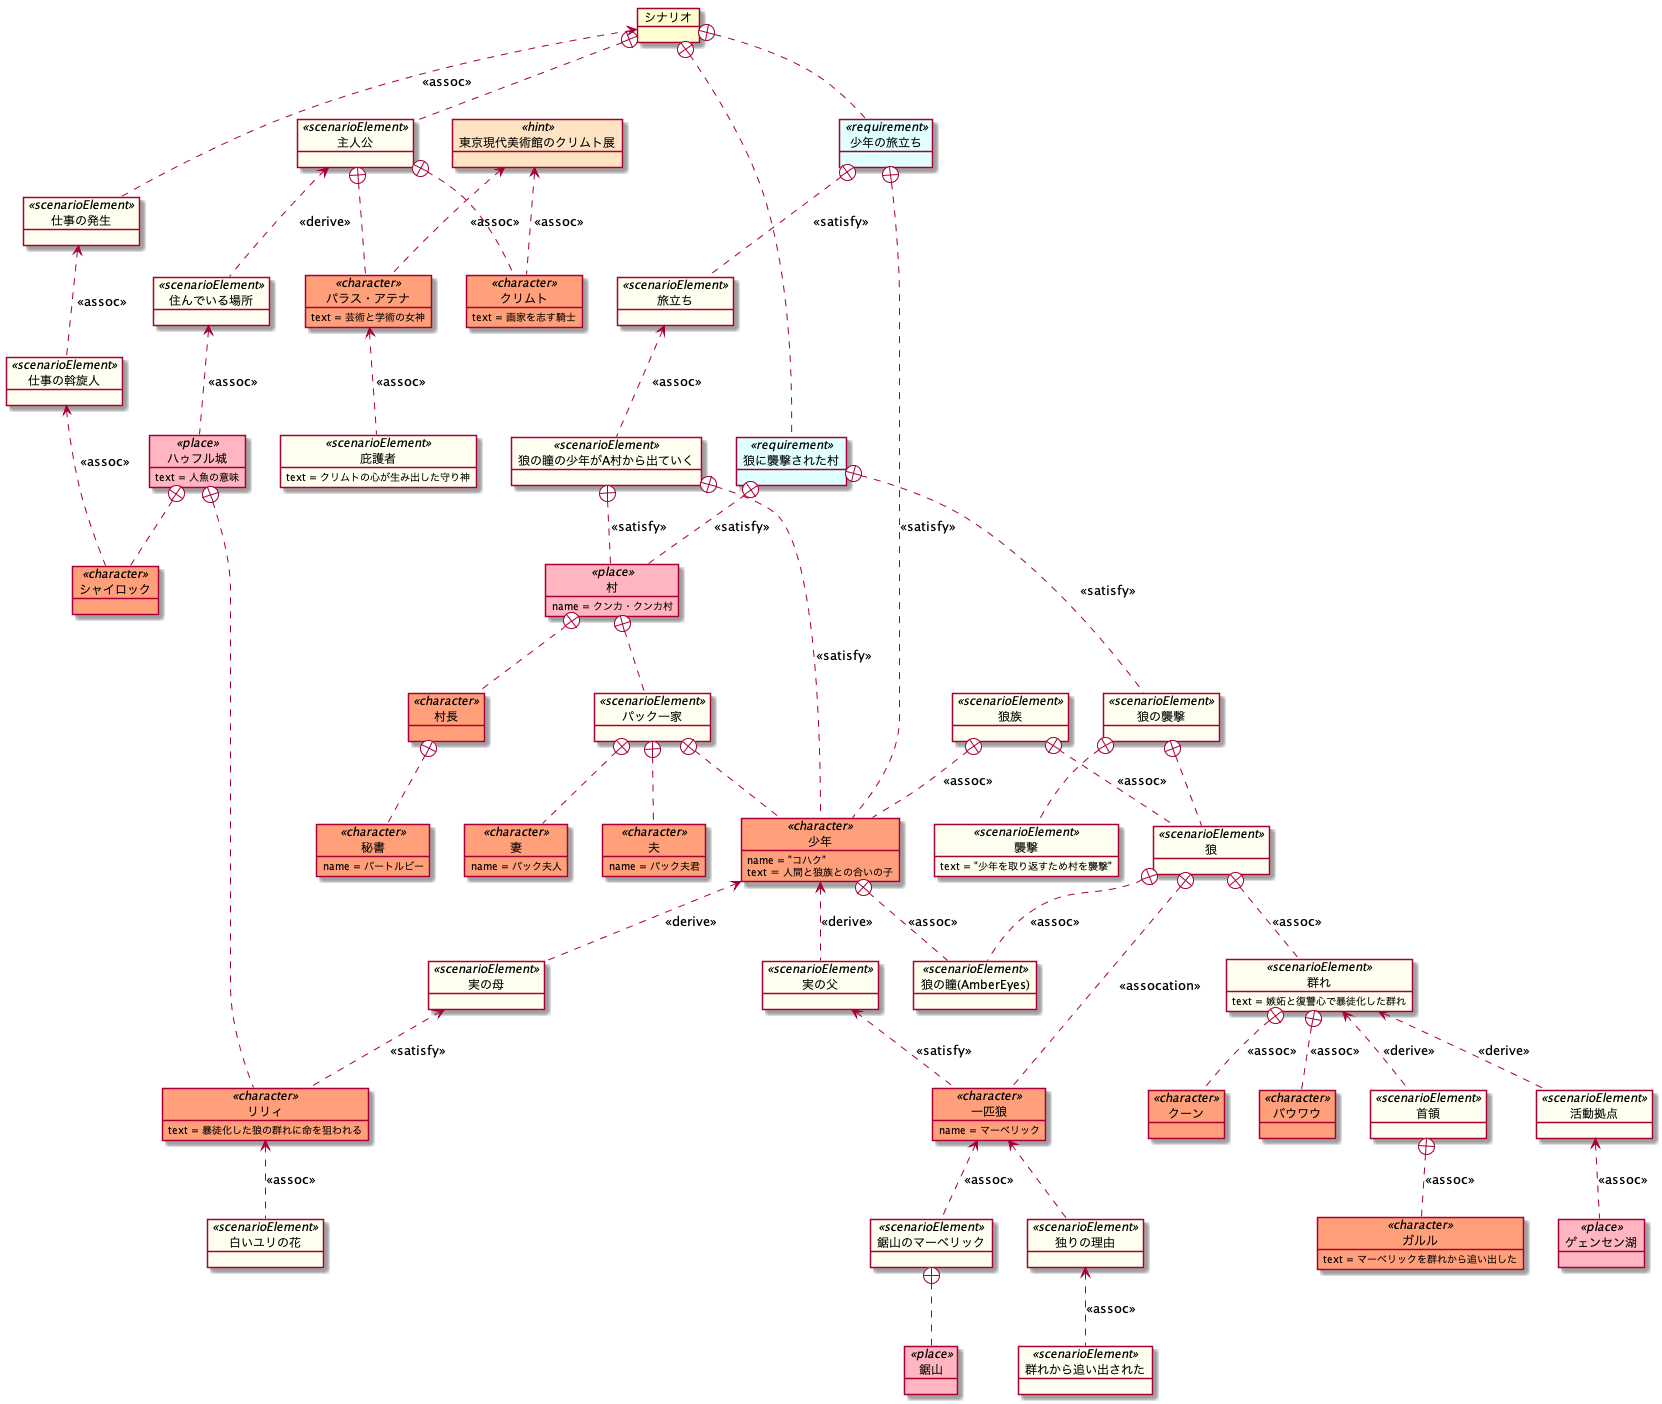 シナリオ
«assoc»
«scenarioElement»
主人公
«hint»
東京現代美術館のクリムト展
«requirement»
少年の旅立ち
«scenarioElement»
仕事の発生
«derive»
«assoc»
«assoc»
«satisfy»
«scenarioElement»
住んでいる場所
«character»
パラス・アテナ
text = 芸術と学術の女神
«character»
クリムト
text = 画家を志す騎士
«scenarioElement»
旅立ち
«assoc»
«scenarioElement»
仕事の斡旋人
«assoc»
«assoc»
«assoc»
«place»
ハゥフル城
text = 人魚の意味
«scenarioElement»
庇護者
text = クリムトの心が生み出した守り神
«scenarioElement»
狼の瞳の少年がA村から出ていく
«requirement»
狼に襲撃された村
«assoc»
«satisfy»
«satisfy»
«satisfy»
«character»
シャイロック
«place»
村
name = クンカ・クンカ村
«satisfy»
«satisfy»
«character»
村長
«scenarioElement»
パック一家
«scenarioElement»
狼族
«scenarioElement»
狼の襲撃
«assoc»
«assoc»
«character»
秘書
name = バートルビー
«character»
妻
name = パック夫人
«character»
夫
name = パック夫君
«character»
少年
name = "コハク"
text = 人間と狼族との合いの子
«scenarioElement»
襲撃
text = "少年を取り返すため村を襲撃"
«scenarioElement»
狼
«derive»
«derive»
«assoc»
«assoc»
«assoc»
«scenarioElement»
実の母
«scenarioElement»
実の父
«scenarioElement»
狼の瞳(AmberEyes)
«assocation»
«scenarioElement»
群れ
text = 嫉妬と復讐心で暴徒化した群れ
«satisfy»
«satisfy»
«assoc»
«assoc»
«derive»
«derive»
«character»
リリィ
text = 暴徒化した狼の群れに命を狙われる
«character»
一匹狼
name = マーベリック
«character»
クーン
«character»
バウワウ
«scenarioElement»
首領
«scenarioElement»
活動拠点
«assoc»
«assoc»
«assoc»
«assoc»
«scenarioElement»
白いユリの花
«scenarioElement»
鋸山のマーベリック
«scenarioElement»
独りの理由
«character»
ガルル
text = マーベリックを群れから追い出した
«place»
ゲェンセン湖
«assoc»
«place»
鋸山
«scenarioElement»
群れから追い出された